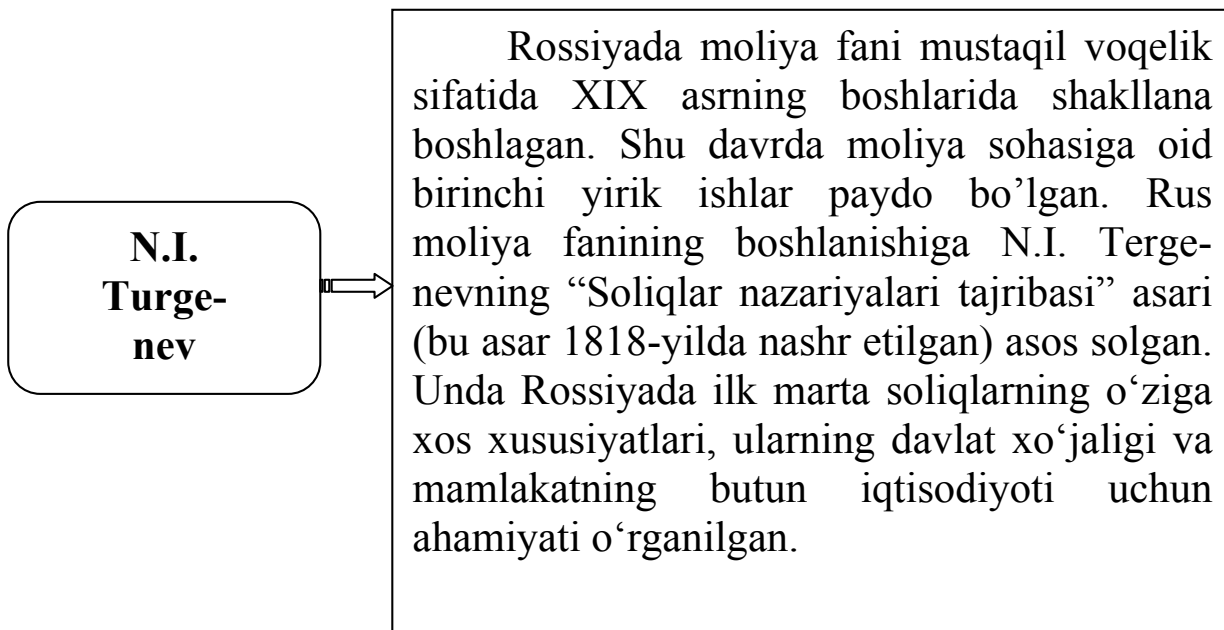 N.I.
Turge-
nev
Rossiyada moliya fani mustaqil voqelik
sifatida XIX asrning boshlarida shakllana
boshlagan. Shu davrda moliya sohasiga oid
birinchi yirik ishlar paydo bo’lgan. Rus
moliya fanining boshlanishiga N.I. Terge-
nevning “Soliqlar nazariyalari tajribasi” asari
(bu asar 1818-yilda nashr etilgan) asos solgan.
Unda Rossiyada ilk marta soliqlarning o‘ziga
xos xususiyatlari, ularning davlat xo‘jaligi va
mamlakatning butun iqtisodiyoti uchun
ahamiyati o‘rganilgan.